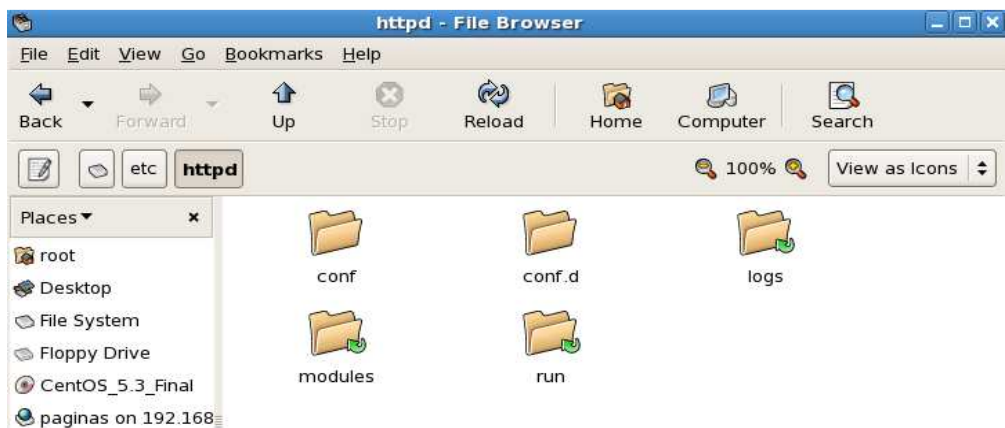 httpd - File Browser
File Edit View Go Bookmarks Help
Back Forward Up Stop Reload Home Computer Search
etc httpd 100% View as Icons
Places
root
Desktop
File System
Floppy Drive
CentOS_5.3_Final
paginas on 192.168
conf conf.d logs
modules run